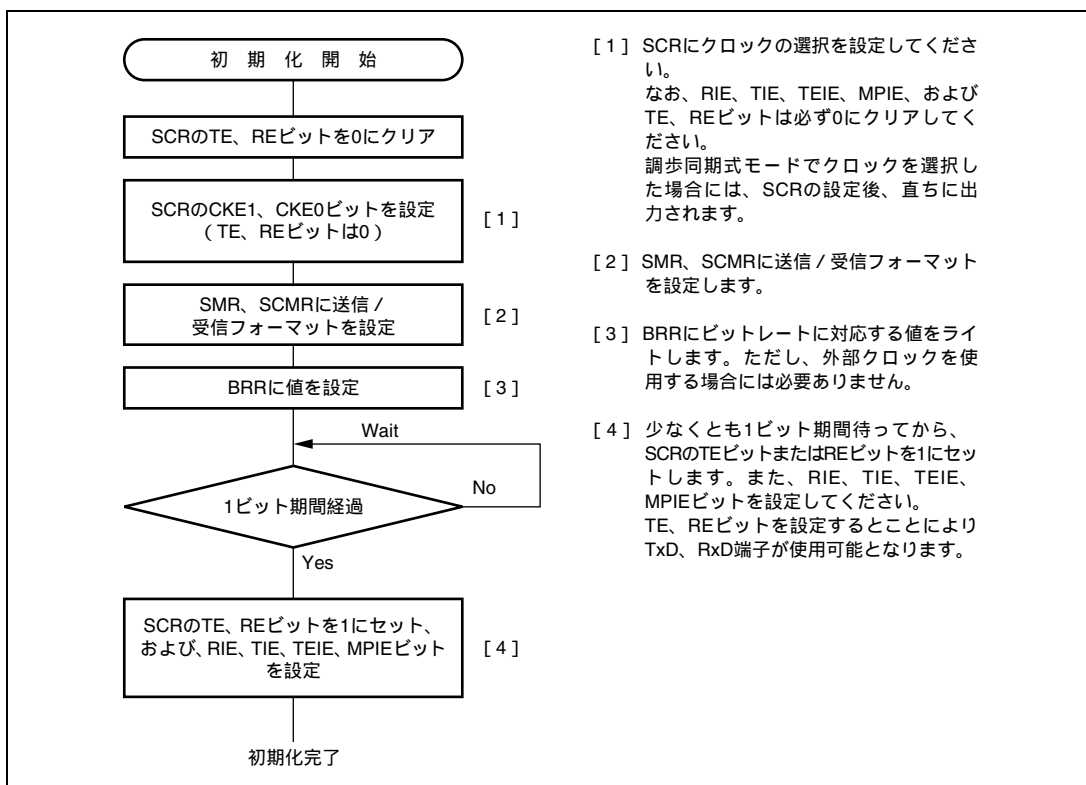 初 期 化 開 始
SCRのTE、REビットを0にクリア
SCRのCKE1、CKE0ビットを設定
(TE、REビットは0)
[1]
SMR、SCMRに送信/
受信フォーマットを設定
[2]
BRRに値を設定
[3]
Wait
1ビット期間経過
No
Yes
SCRのTE、REビットを1にセット、
および、RIE、TIE、TEIE、MPIEビット
を設定
[4]
初期化完了
[1] SCRにクロックの選択を設定してくださ
い。
なお、RIE、TIE、TEIE、MPIE、および
TE、REビットは必ず0にクリアしてく
ださい。
調歩同期式モードでクロックを選択し
た場合には、SCRの設定後、直ちに出
力されます。
[2] SMR、SCMRに送信/受信フォーマット
を設定します。
[3] BRRにビットレートに対応する値をライ
トします。ただし、外部クロックを使
用する場合には必要ありません。
[4] 少なくとも1ビット期間待ってから、
SCRのTEビットまたはREビットを1にセッ
トします。また、RIE、TIE、TEIE、
MPIEビットを設定してください。
TE、REビットを設定するとことにより
TxD、RxD端子が使用可能となります。